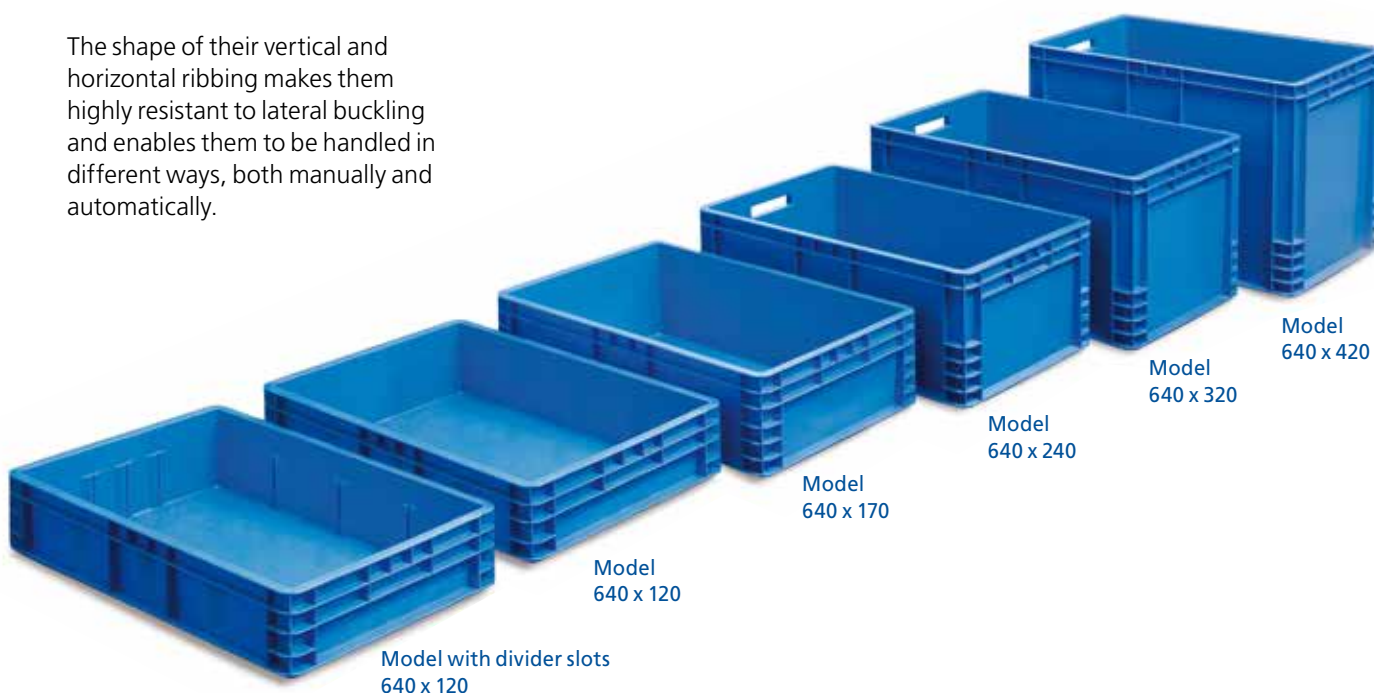 The shape of their vertical and
horizontal ribbing makes them
highly resistant to lateral buckling
and enables them to be handled in
different ways, both manually and
automatically.
Model
640 x 420
Model
640 x 320
Model
640 x 240
Model
640 x 170
Model
640 x 120
Model with divider slots
640 x 120